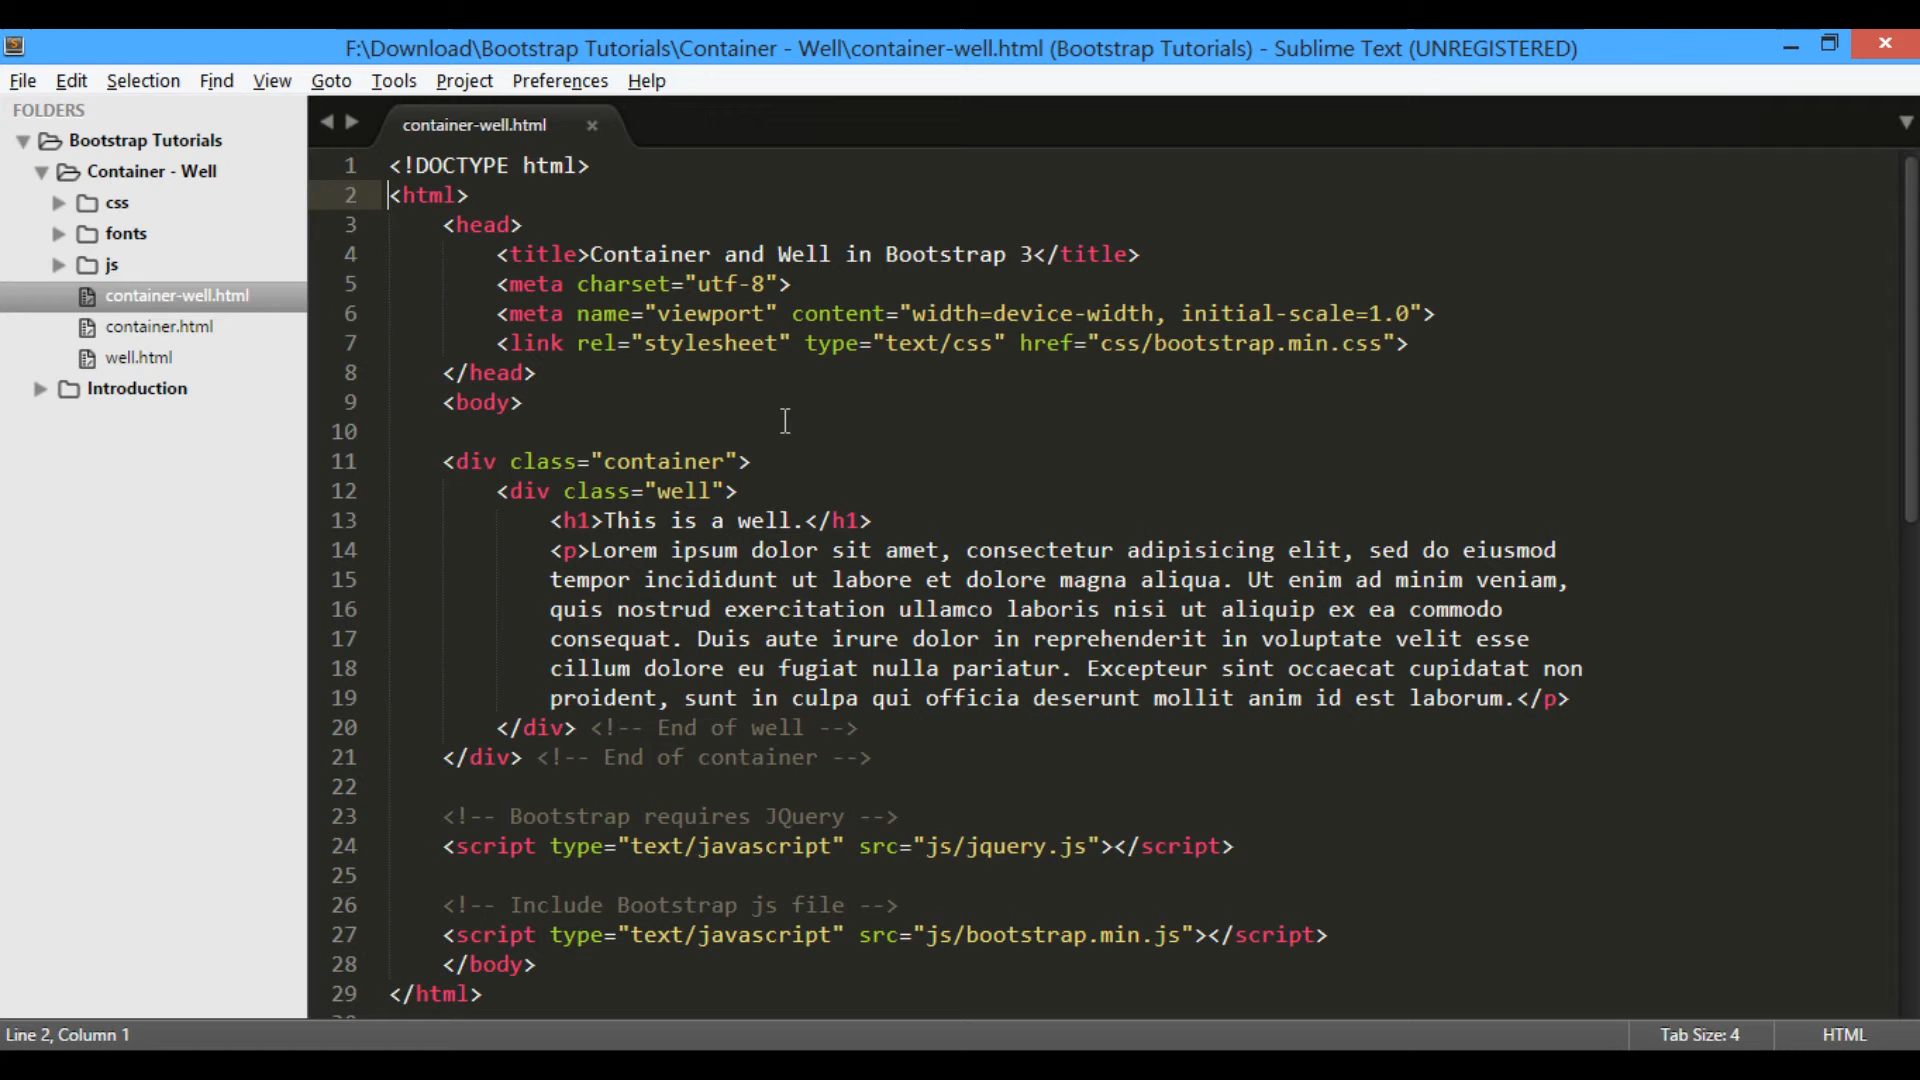 F:\Download\Bootstrap Tutorials\Container - Well\container-well.html (Bootstrap Tutorials) - Sublime Text (UNREGISTERED)
File Edit Selection Find View Goto Tools Project Preferences Help
FOLDERS
Bootstrap Tutorials
Container - Well
css
fonts
js
container-well.html
container.html
well.html
Introduction
container-well.html
1 <!DOCTYPE html>
2 <html>
3 <head>
4 <title>Container and Well in Bootstrap 3</title>
5 <meta charset="utf-8">
6 <meta name="viewport" content="width=device-width, initial-scale=1.0">
7 <link rel="stylesheet" type="text/css" href="css/bootstrap.min.css">
8 </head>
9 <body>
10
11 <div class="container">
12 <div class="well">
13 <h1>This is a well.</h1>
14 <p>Lorem ipsum dolor sit amet, consectetur adipisicing elit, sed do eiusmod
15 tempor incididunt ut labore et dolore magna aliqua. Ut enim ad minim veniam,
16 quis nostrud exercitation ullamco laboris nisi ut aliquip ex ea commodo
17 consequat. Duis aute irure dolor in reprehenderit in voluptate velit esse
18 cillum dolore eu fugiat nulla pariatur. Excepteur sint occaecat cupidatat non
19 proident, sunt in culpa qui officia deserunt mollit anim id est laborum.</p>
20 </div> <!-- End of well -->
21 </div> <!-- End of container -->
22
23 <!-- Bootstrap requires JQuery -->
24 <script type="text/javascript" src="js/jquery.js"></script>
25
26 <!-- Include Bootstrap js file -->
27 <script type="text/javascript" src="js/bootstrap.min.js"></script>
28 </body>
29 </html>
Line 2, Column 1
Tab Size: 4
HTML